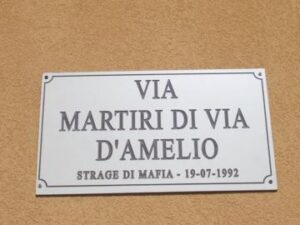 VIA
MARTIRI DI VIA
D'AMELIO
STRAGE DI MAFIA - 19-07-1992